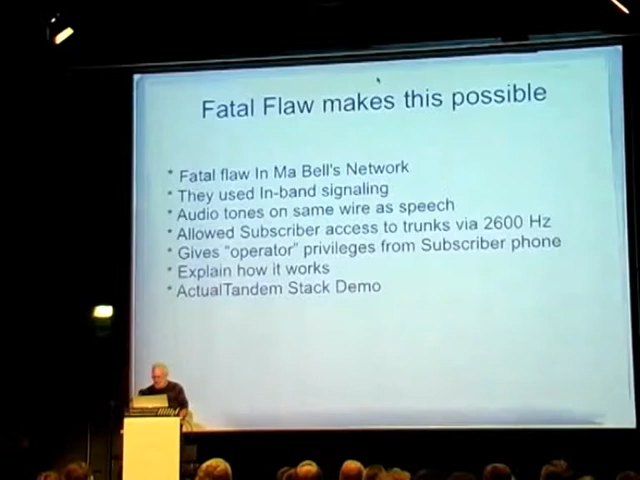 Fatal Flaw makes this possible
* Fatal flaw In Ma Bell's Network
* They used In-band signaling
* Audio tones on same wire as speech
* Allowed Subscriber access to trunks via 2600 Hz
* Gives "operator" privileges from Subscriber phone
* Explain how it works
* ActualTandem Stack Demo